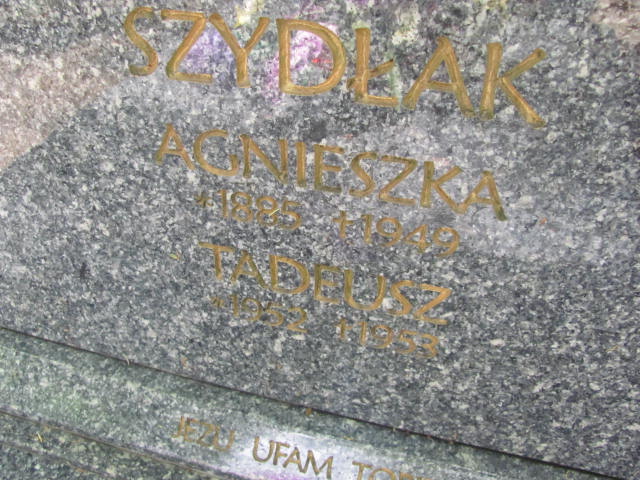 SZYDŁAK
AGNIESZKA
*1885 †1949
TADEUSZ
*1952 †1953
JEZU UFAM